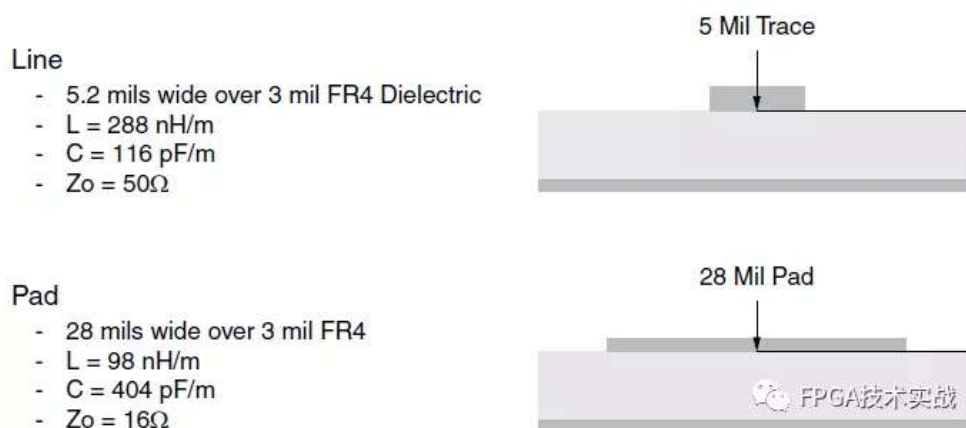 5 Mil Trace
Line
- 5.2 mils wide over 3 mil FR4 Dielectric
- L = 288 nH/m
- C = 116 pF/m
- Zo = 50Ω
28 Mil Pad
Pad
- 28 mils wide over 3 mil FR4
- L = 98 nH/m
- C = 404 pF/m
- Zo = 16Ω
FPGA技术实战